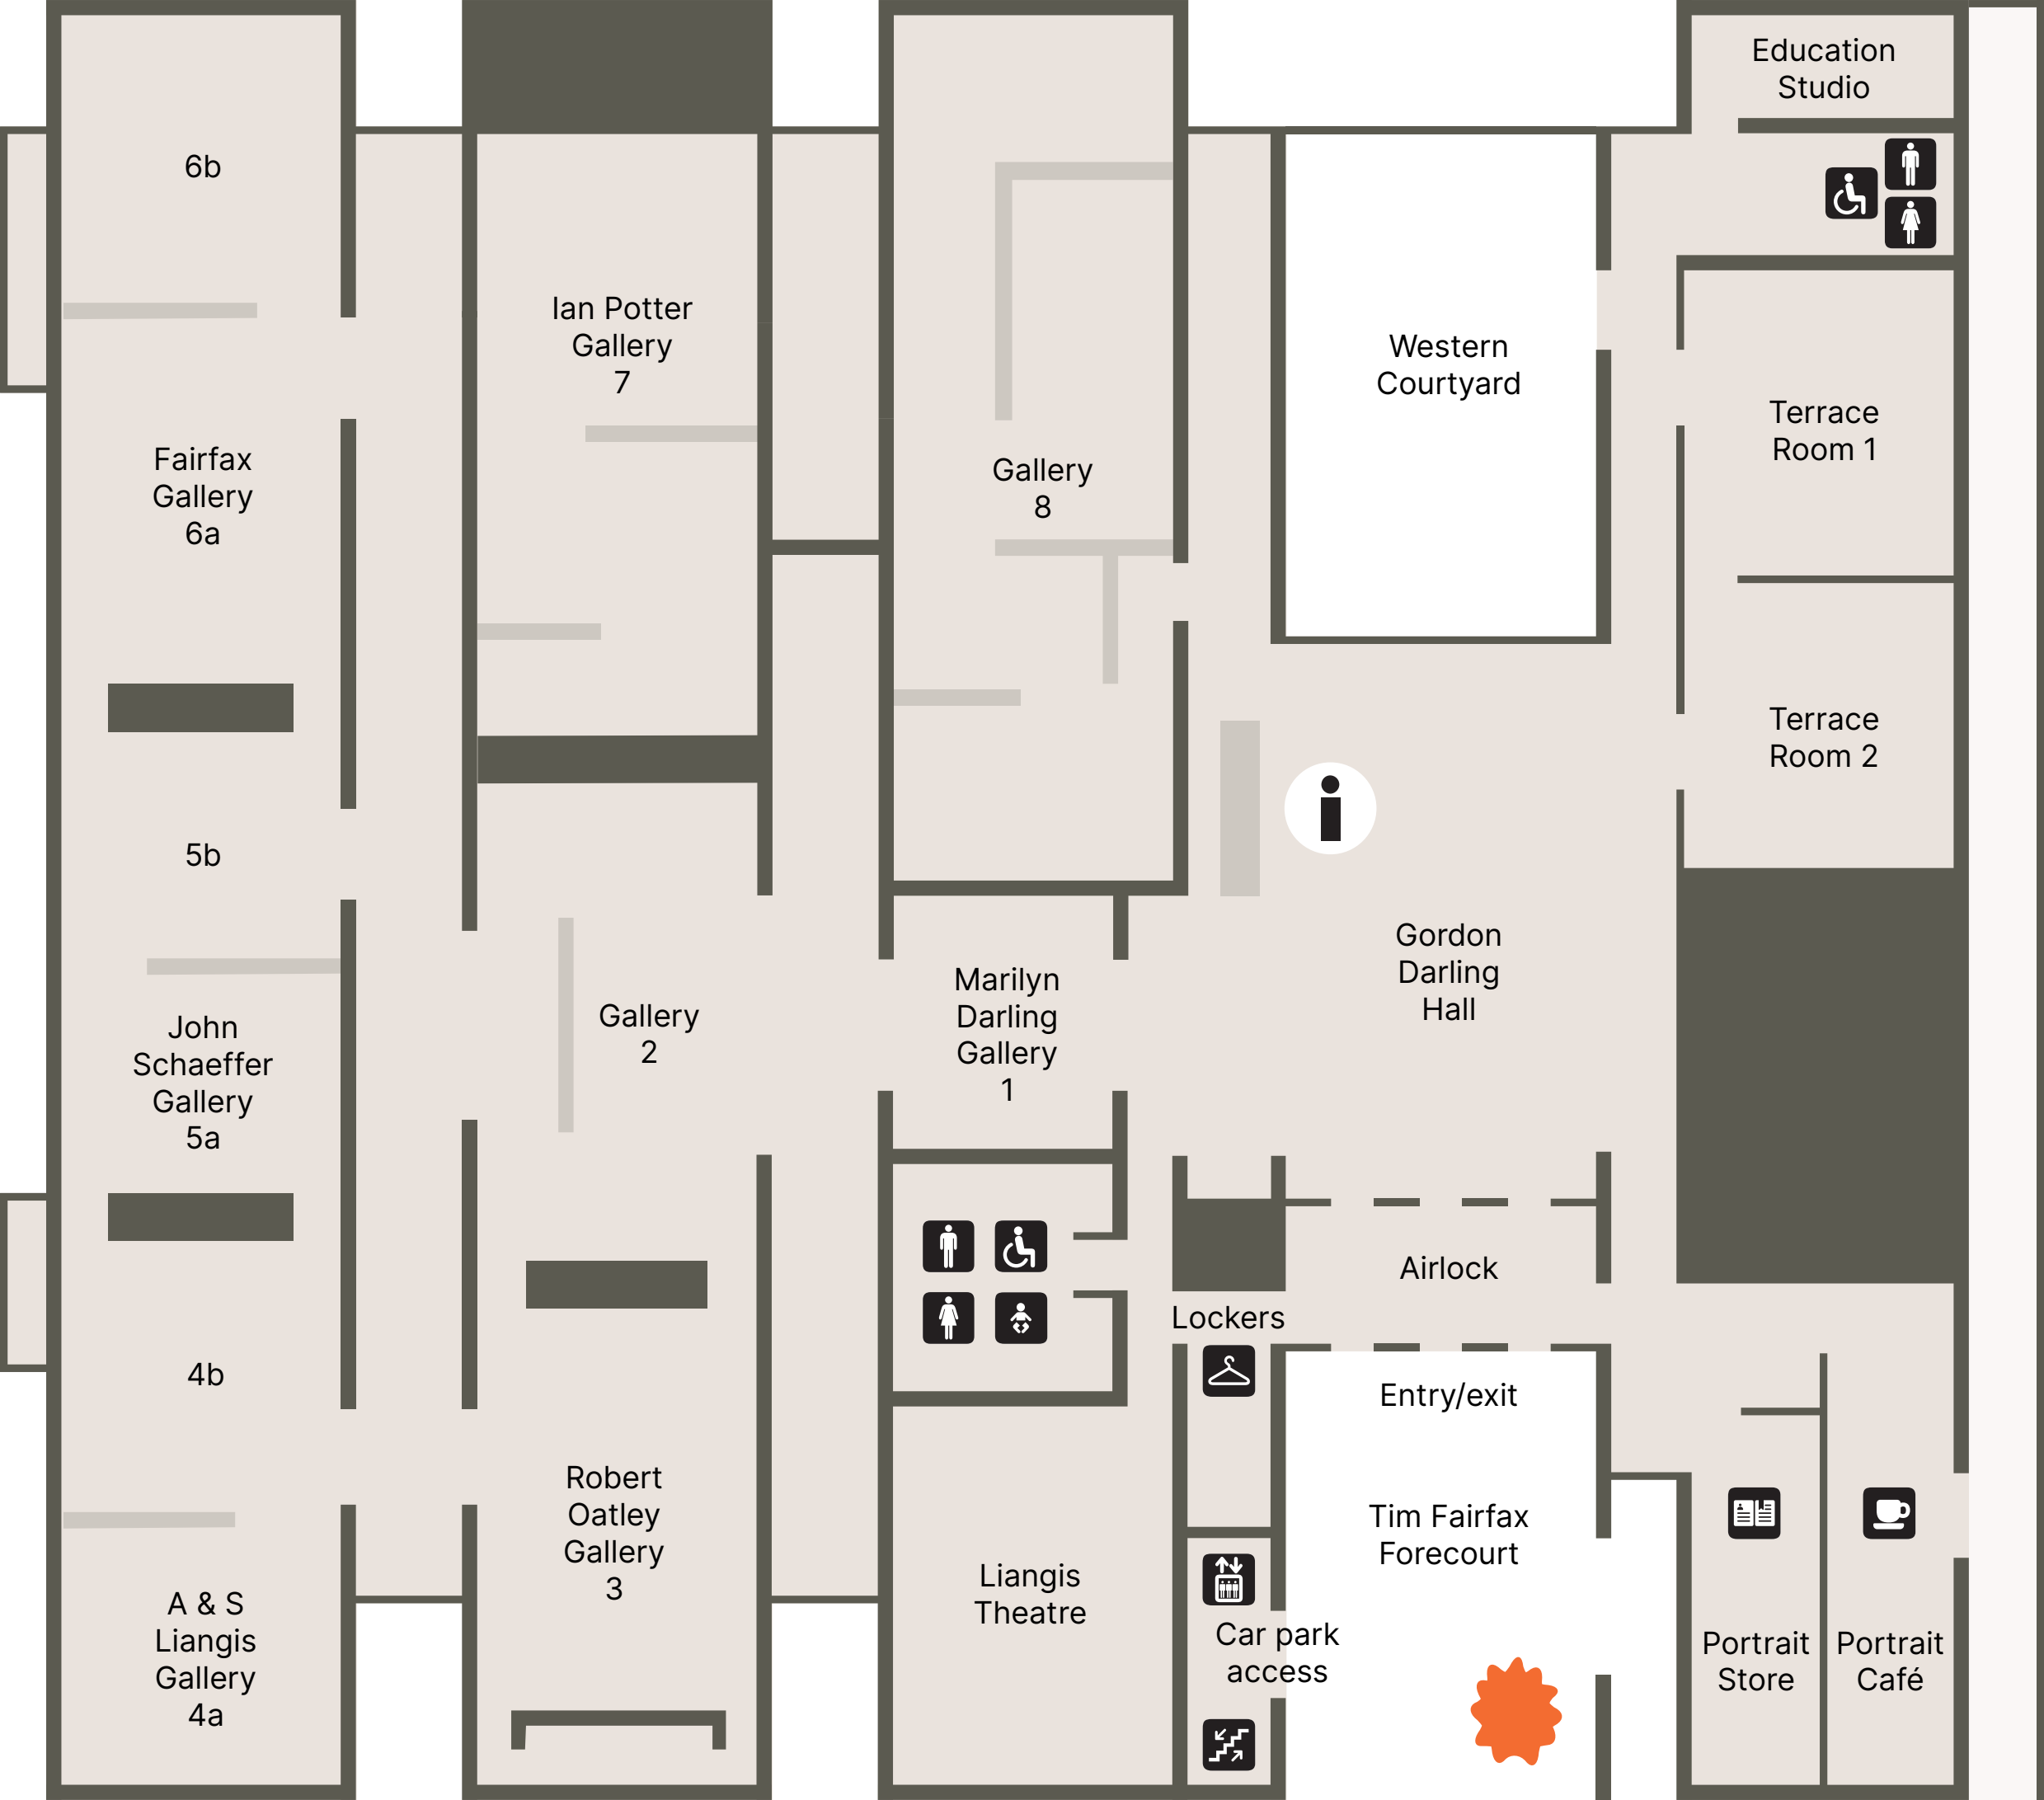 Education
Studio
6b
Ian Potter
Gallery
7
Western
Courtyard
Terrace
Room 1
Fairfax
Gallery
6a
Gallery
8
Terrace
Room 2
5b
Gordon
Darling
Hall
Marilyn
Darling
Gallery
1
Gallery
2
John
Schaeffer
Gallery
5a
Airlock
Lockers
4b
Entry/exit
Robert
Oatley
Gallery
3
Tim Fairfax
Forecourt
Liangis
Theatre
A & S
Liangis
Gallery
4a
Car park
access
Portrait
Store
Portrait
Café